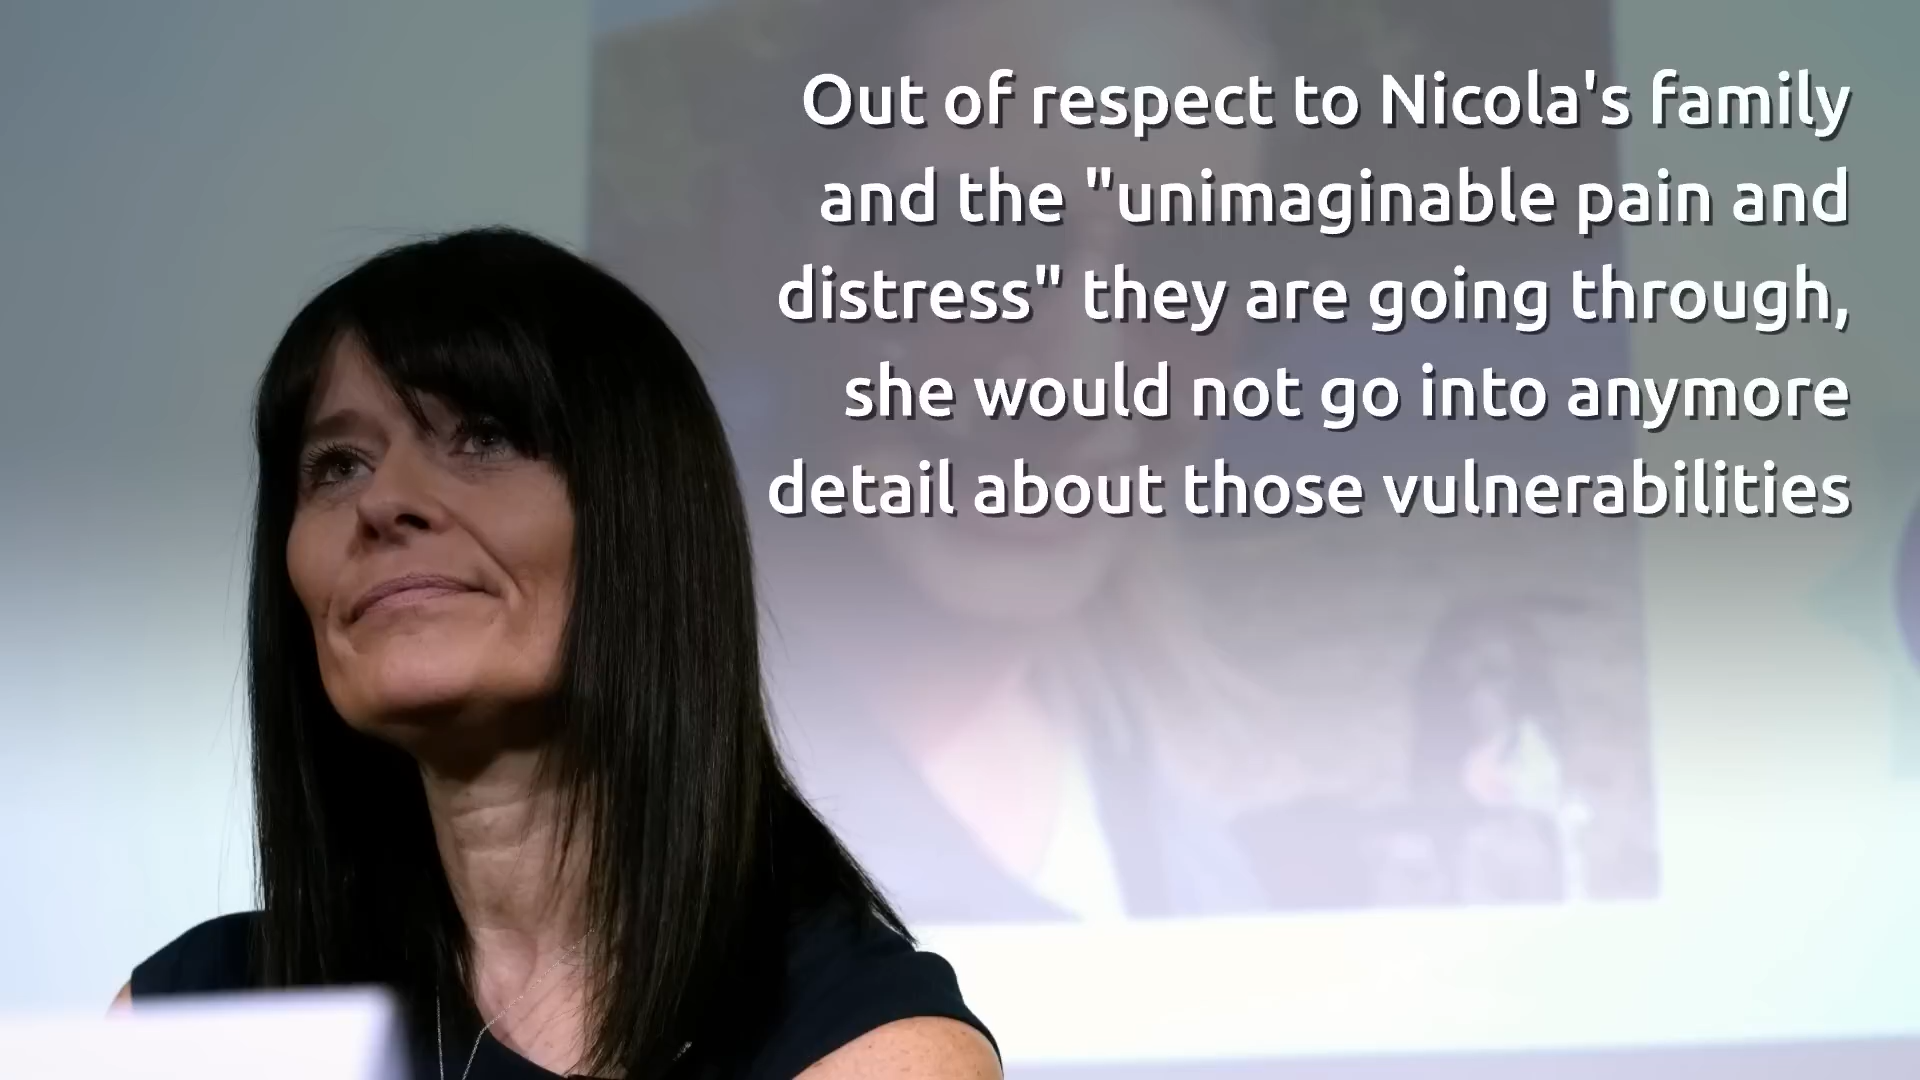 Out of respect to Nicola's family
and the "unimaginable pain and
distress" they are going through,
she would not go into anymore
detail about those vulnerabilities